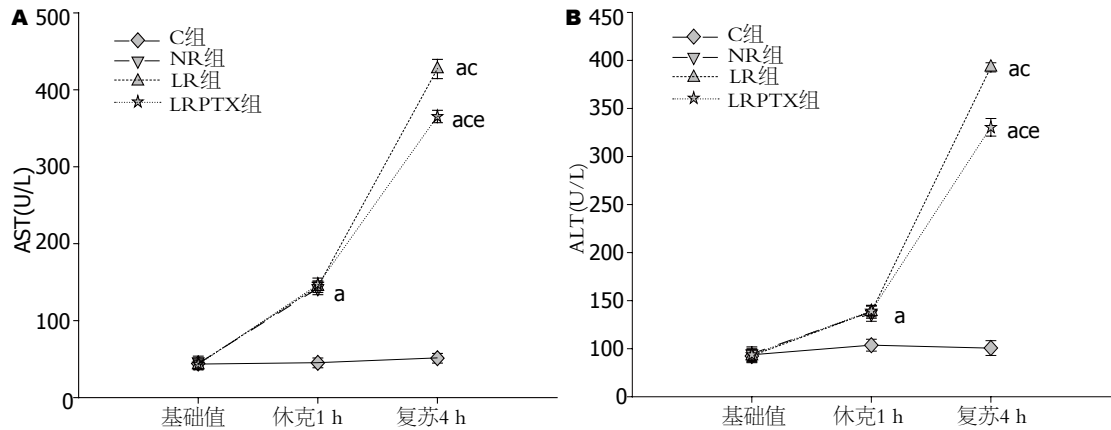 A
500
400
300
200
100
0
AST(U/L)
C组
NR组
LR组
LRPTX组
ac
ace
a
基础值 休克1 h 复苏4 h
B
450
400
350
300
250
200
150
100
50
0
ALT(U/L)
C组
NR组
LR组
LRPTX组
ac
ace
a
基础值 休克1 h 复苏4 h